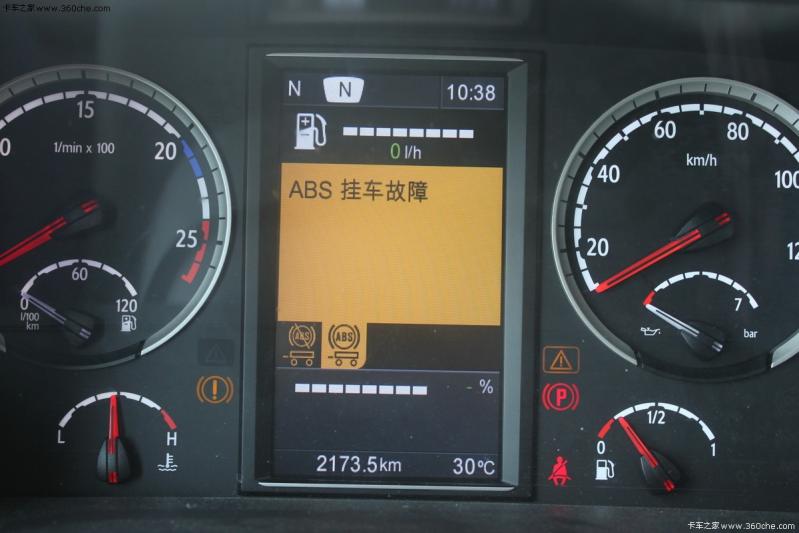 卡车之家 www.360che.com
N N 10:38
0 l/h
ABS 挂车故障
ABS ABS
- %
2173.5km 30℃
0 15 20 25
1/min x 100
0 60 120
l/100 km
L H
20 40 60 80 100 12
km/h
7
bar
P
0 1/2 1
卡车之家 www.360che.com